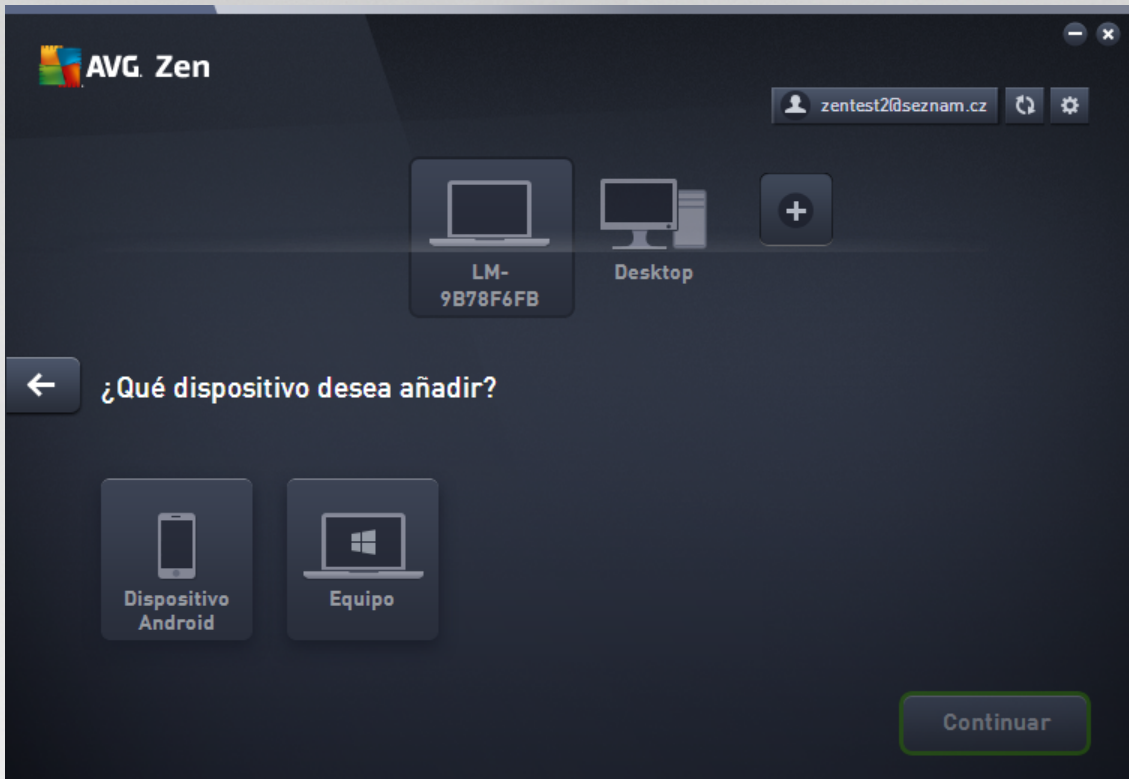 AVG. Zen
zentest2@seznam.cz
LM-
9B78F6FB
Desktop
¿Qué dispositivo desea añadir?
Dispositivo
Android
Equipo
Continuar